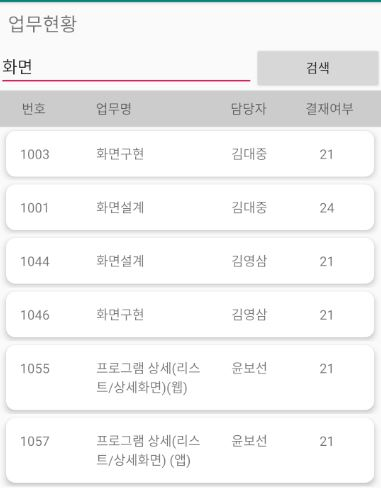 업무현황
화면 검색
번호 업무명 담당자 결재여부
1003 화면구현 김대중 21
1001 화면설계 김대중 24
1044 화면설계 김영삼 21
1046 화면구현 김영삼 21
1055 프로그램 상세(리스 윤보선 21
트/상세화면)(웹)
1057 프로그램 상세(리스 윤보선 21
트/상세화면) (앱)